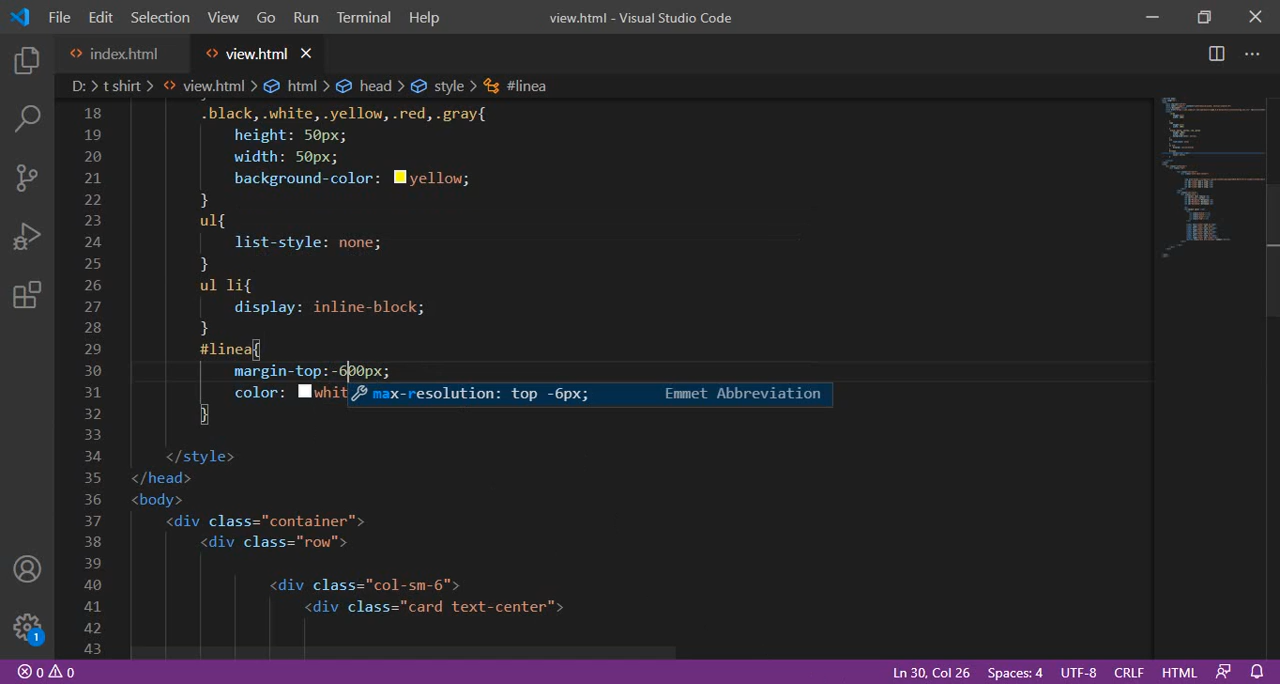 File Edit Selection View Go Run Terminal Help view.html - Visual Studio Code
index.html view.html
D: > t shirt > view.html > html > head > style > #linea
18 .black,.white,.yellow,.red,.gray{
19 height: 50px;
20 width: 50px;
21 background-color: yellow;
22 }
23 ul{
24 list-style: none;
25 }
26 ul li{
27 display: inline-block;
28 }
29 #linea{
30 margin-top:-600px;
31 color: whit
max-resolution: top -6px; Emmet Abbreviation
32 }
33
34 </style>
35 </head>
36 <body>
37 <div class="container">
38 <div class="row">
39
40 <div class="col-sm-6">
41 <div class="card text-center">
42
43
1
0 0 Ln 30, Col 26 Spaces: 4 UTF-8 CRLF HTML